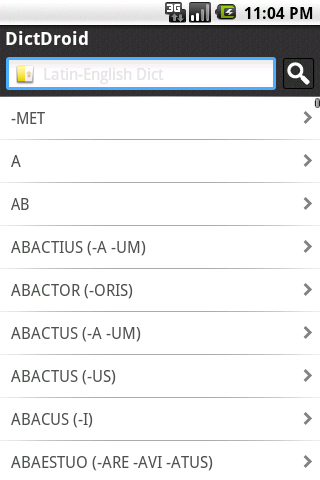 3G
11:04 PM
DictDroid
Latin-English Dict
-MET
A
AB
ABACTIUS (-A -UM)
ABACTOR (-ORIS)
ABACTUS (-A -UM)
ABACTUS (-US)
ABACUS (-I)
ABAESTUO (-ARE -AVI -ATUS)